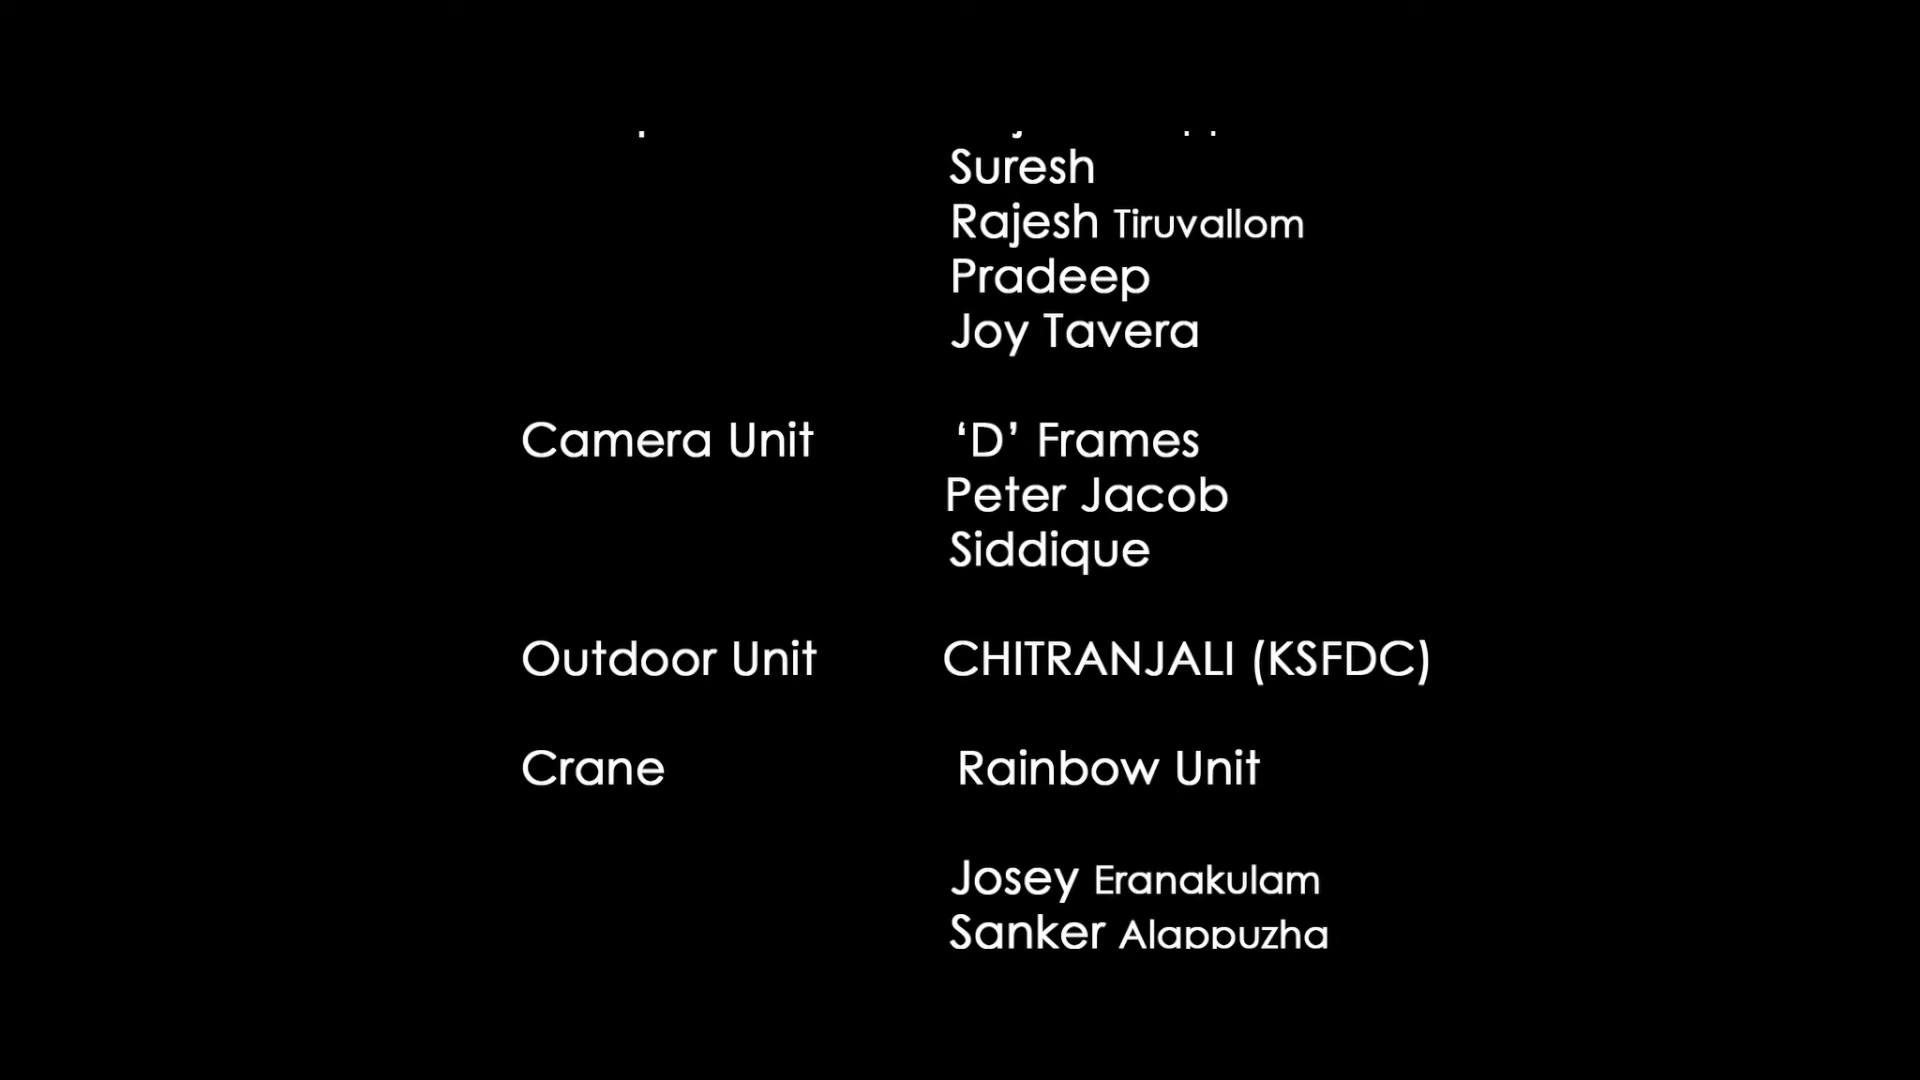 Suresh
Rajesh Tiruvallom
Pradeep
Joy Tavera
Camera Unit ‘D’ Frames
Peter Jacob
Siddique
Outdoor Unit CHITRANJALI (KSFDC)
Crane Rainbow Unit
Josey Eranakulam
Sanker Alappuzha